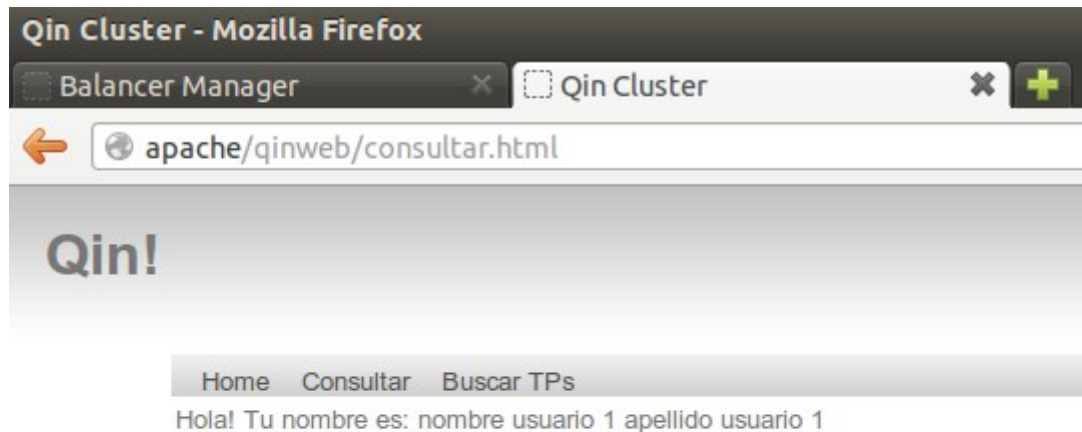 Qin Cluster - Mozilla Firefox
Balancer Manager Qin Cluster
apache/qinweb/consultar.html
Qin!
Home Consultar Buscar TPs
Hola! Tu nombre es: nombre usuario 1 apellido usuario 1